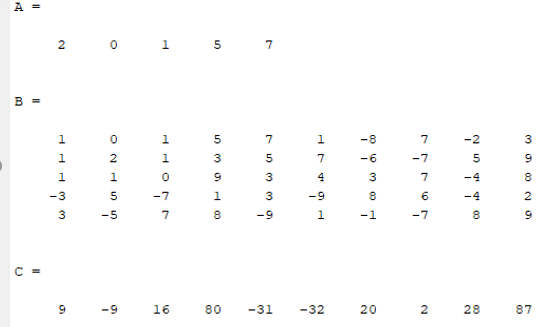 A =
2 0 1 5 7
B =
1 0 1 5 7 1 -8 7 -2 3
1 2 1 3 5 7 -6 -7 5 9
1 1 0 9 3 4 3 7 -4 8
-3 5 -7 1 3 -9 8 6 -4 2
3 -5 7 8 -9 1 -1 -7 8 9
C =
9 -9 16 80 -31 -32 20 2 28 87